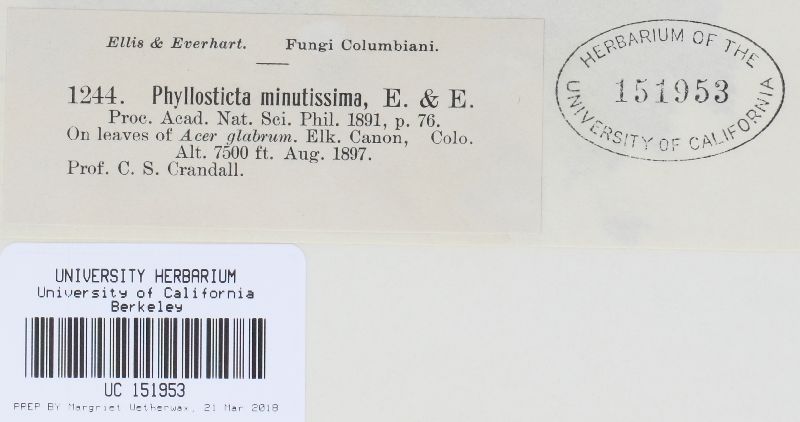 Ellis & Everhart. Fungi Columbiani.
1244. Phyllosticta minutissima, E. & E.
Proc. Acad. Nat. Sci. Phil. 1891, p. 76.
On leaves of Acer glabrum. Elk. Canon, Colo.
Alt. 7500 ft. Aug. 1897.
Prof. C. S. Crandall.
HERBARIUM OF THE
151953
UNIVERSITY OF CALIFORNIA
UNIVERSITY HERBARIUM
University of California
Berkeley
UC 151953
PREP BY Margriet Wetherwax, 21 Mar 2018